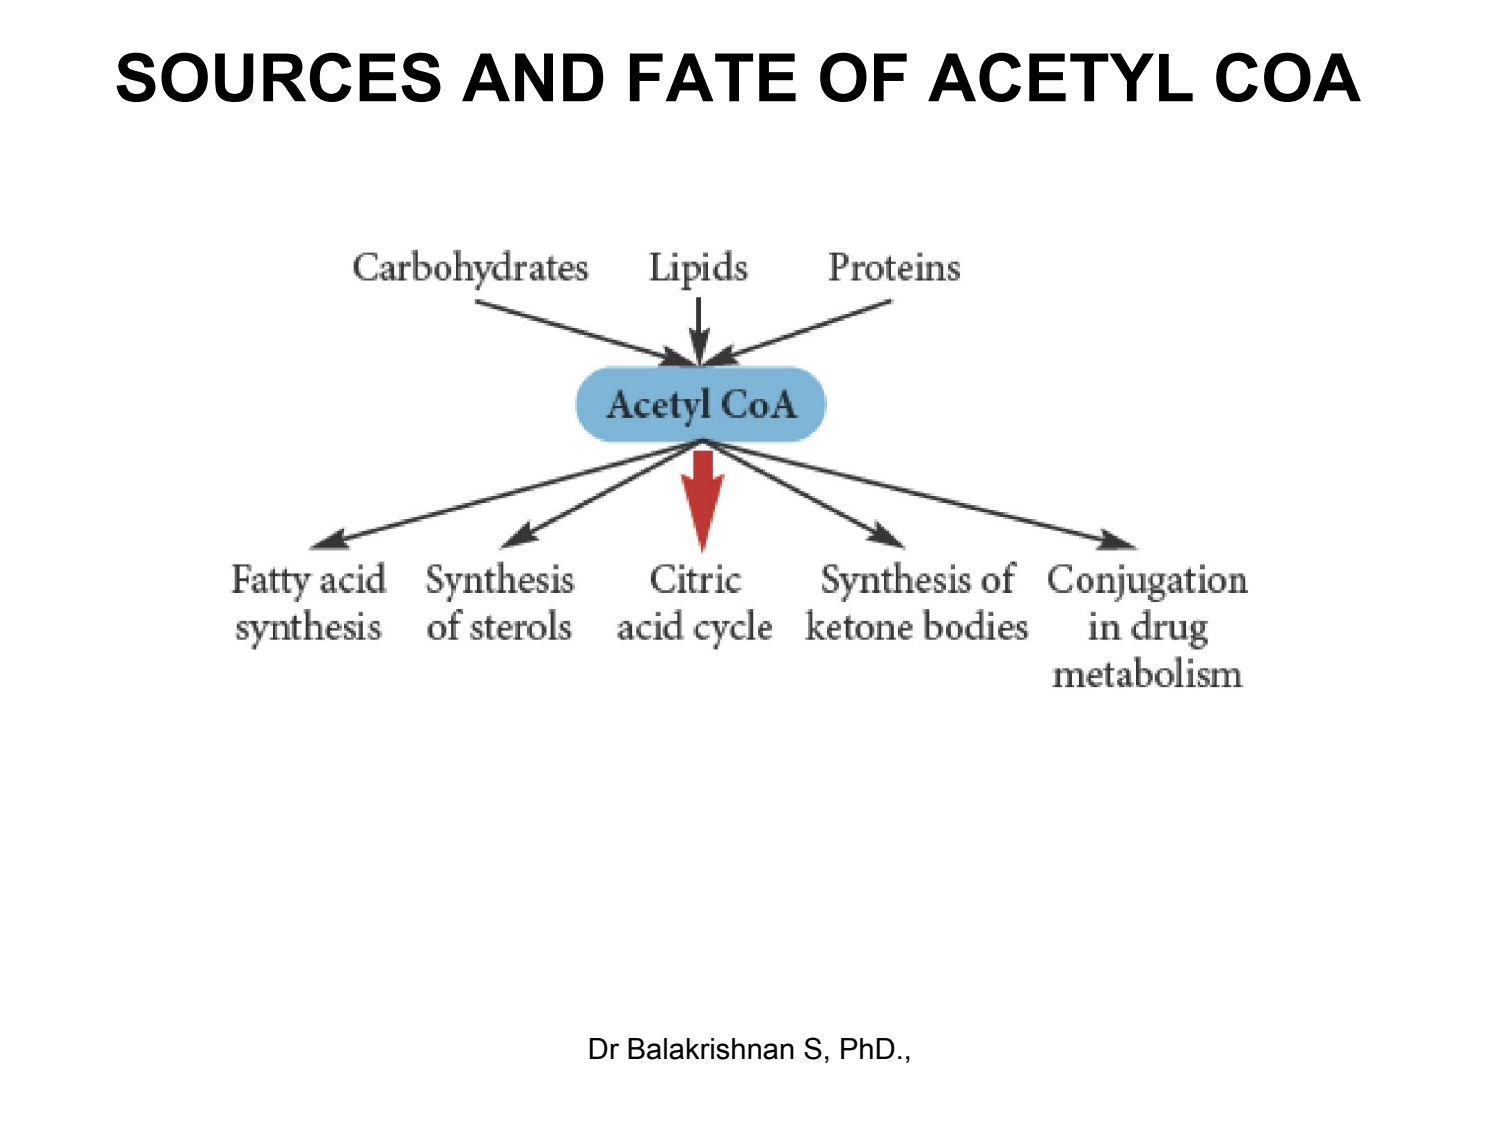 SOURCES AND FATE OF ACETYL COA
Carbohydrates Lipids Proteins
Acetyl CoA
Fatty acid Synthesis Citric Synthesis of Conjugation
synthesis of sterols acid cycle ketone bodies in drug
metabolism
Dr Balakrishnan S, PhD.,